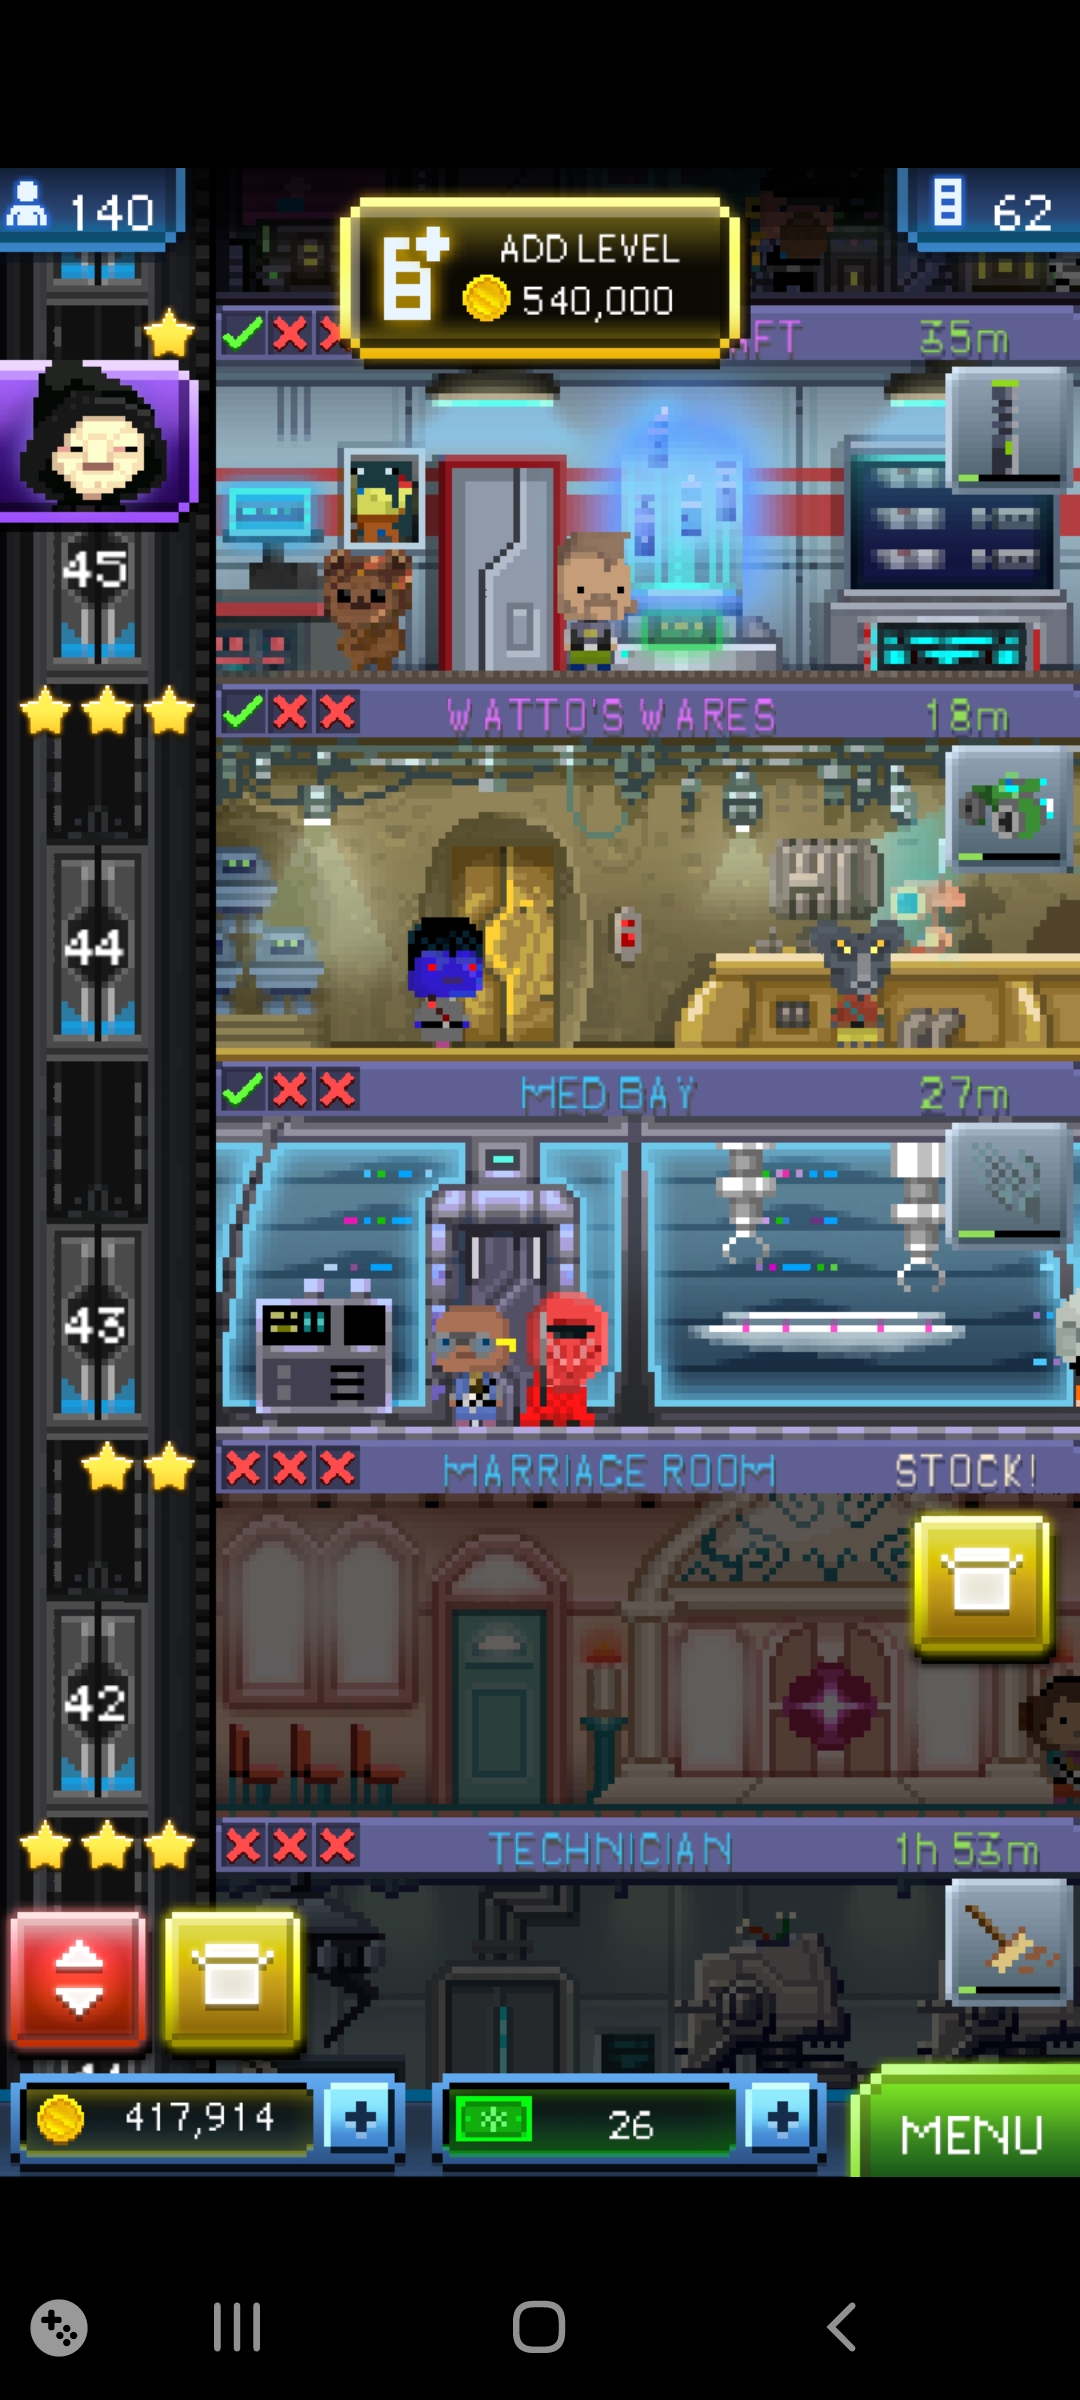 140
ADD LEVEL
540,000
62
AFT
35m
45
WATTO'S WARES
18m
44
MED BAY
27m
43
MARRIAGE ROOM
STOCK!
42
TECHNICIAN
1h 53m
417,914
26
MENU